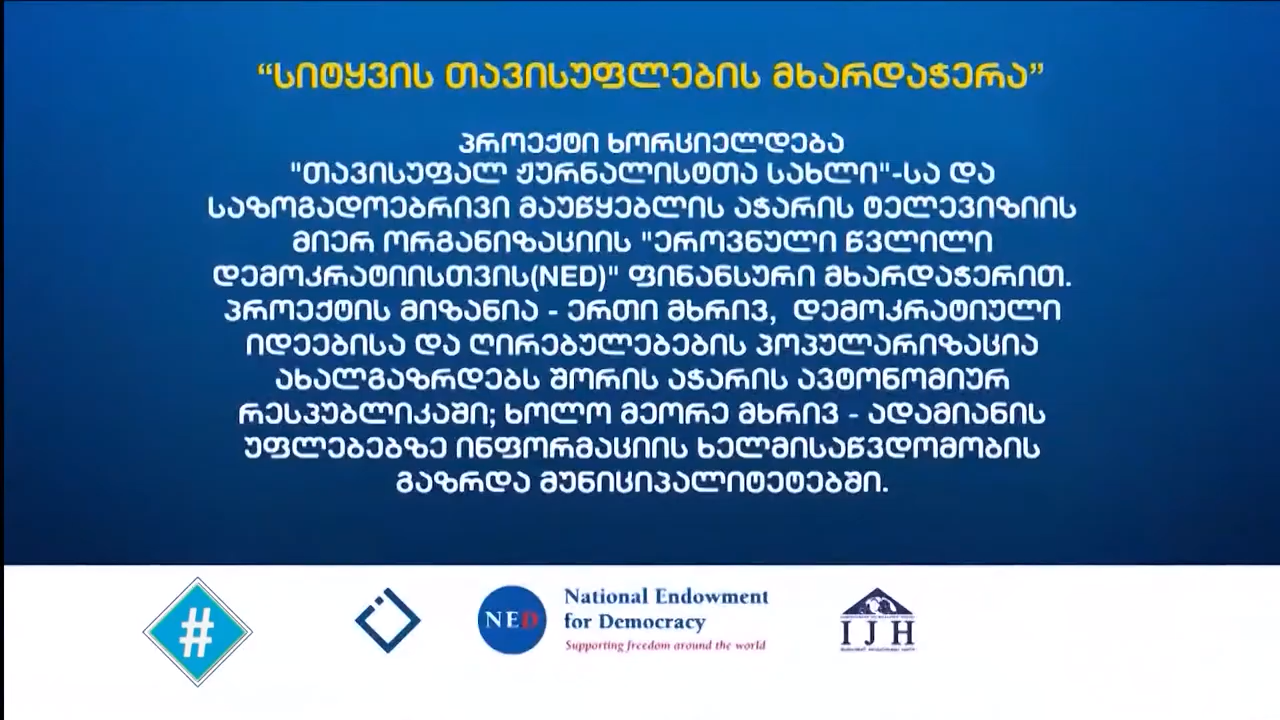 “სიტყვის თავისუფლების მხარდაჭერა”
პროექტი ხორციელდება
"თავისუფალ ჟურნალისტთა სახლი"-სა და
საზოგადოებრივი მაუწყებლის აჭარის ტელევიზიის
მიერ ორგანიზაციის "ეროვნული წვლილი
დემოკრატიისთვის(NED)" ფინანსური მხარდაჭერით.
პროექტის მიზანია - ერთი მხრივ, დემოკრატიული
იდეებისა და ღირებულებების პოპულარიზაცია
ახალგაზრდებს შორის აჭარის ავტონომიურ
რესპუბლიკაში; ხოლო მეორე მხრივ - ადამიანის
უფლებებზე ინფორმაციის ხელმისაწვდომობის
გაზრდა მუნიციპალიტეტებში.
#
NED
National Endowment
for Democracy
Supporting freedom around the world
IJH